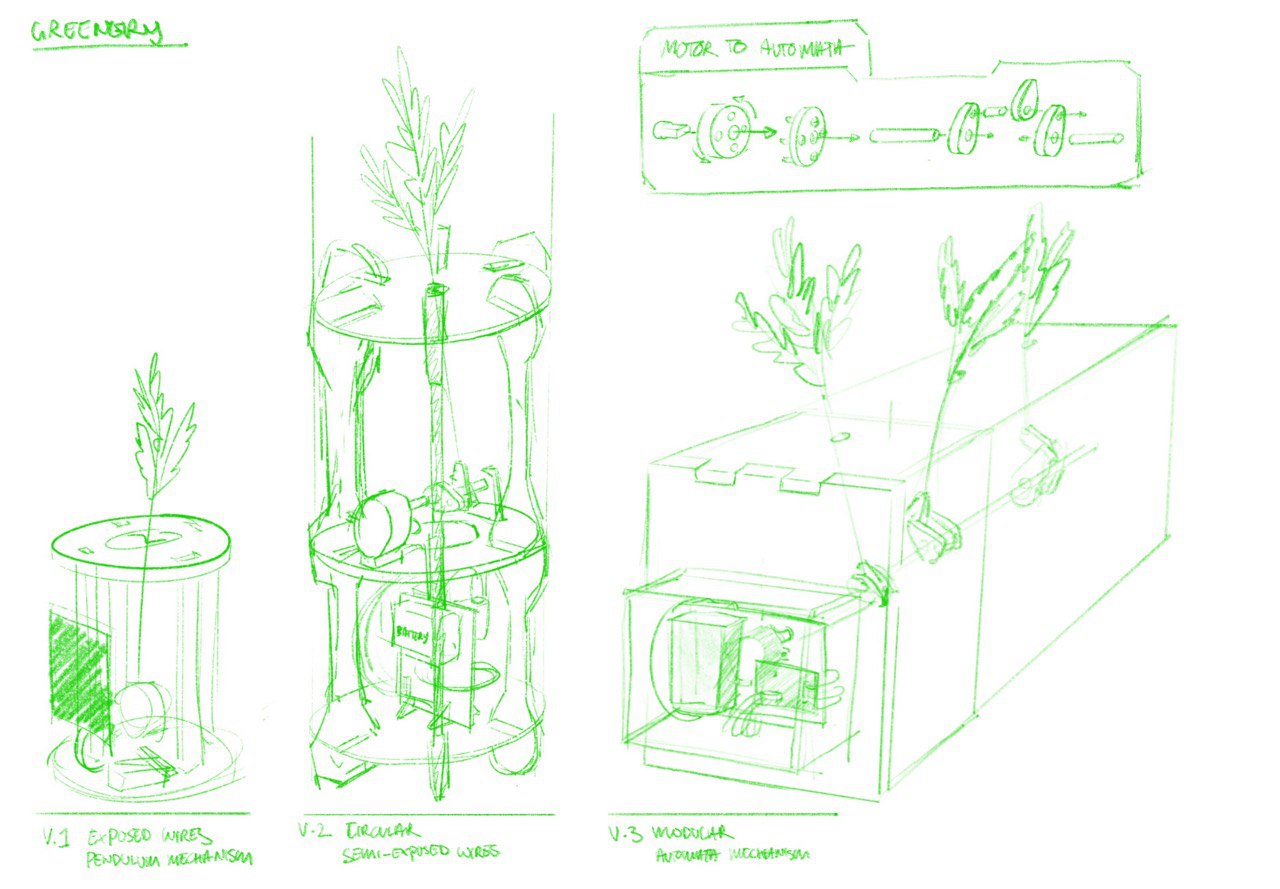 GREENERY
MOTOR TO AUTOMATA
BATTERY
V.1 EXPOSED WIRES
PENDULUM MECHANISM
V.2 CIRCULAR
SEMI-EXPOSED WIRES
V.3 MODULAR
AUTOMATA MECHANISM